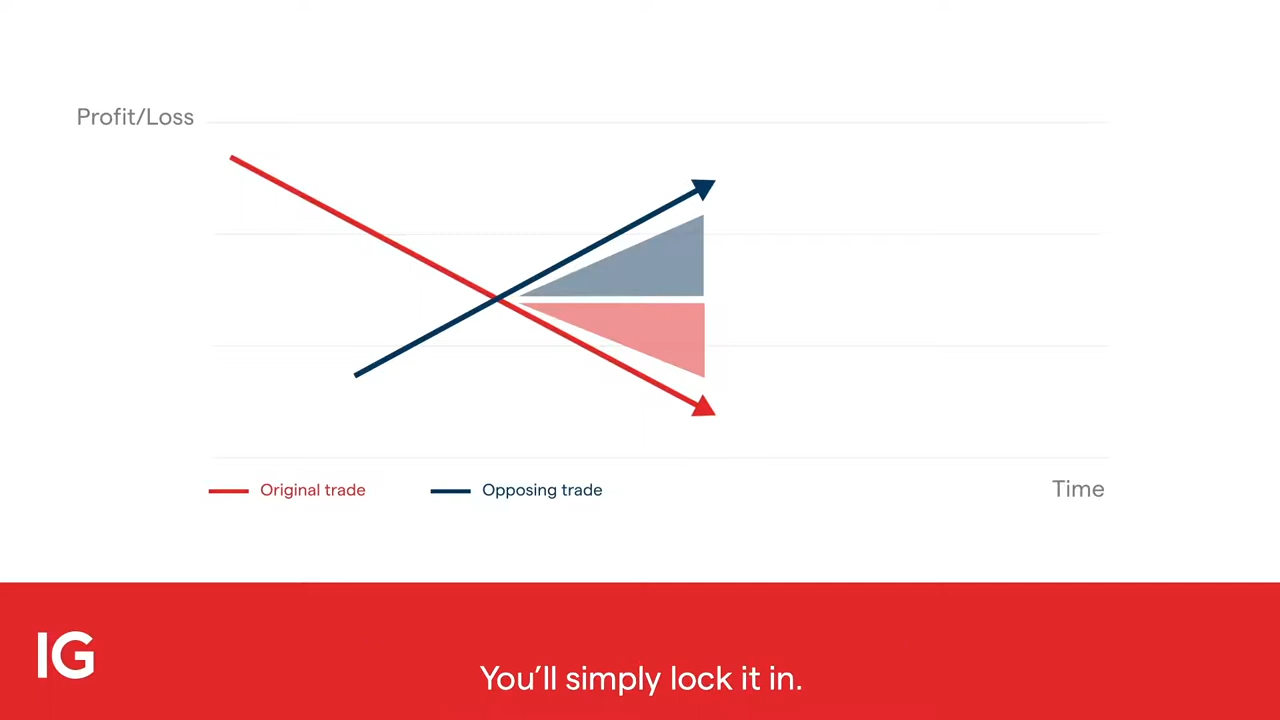 Profit/Loss
Original trade
Opposing trade
Time
IG
You'll simply lock it in.